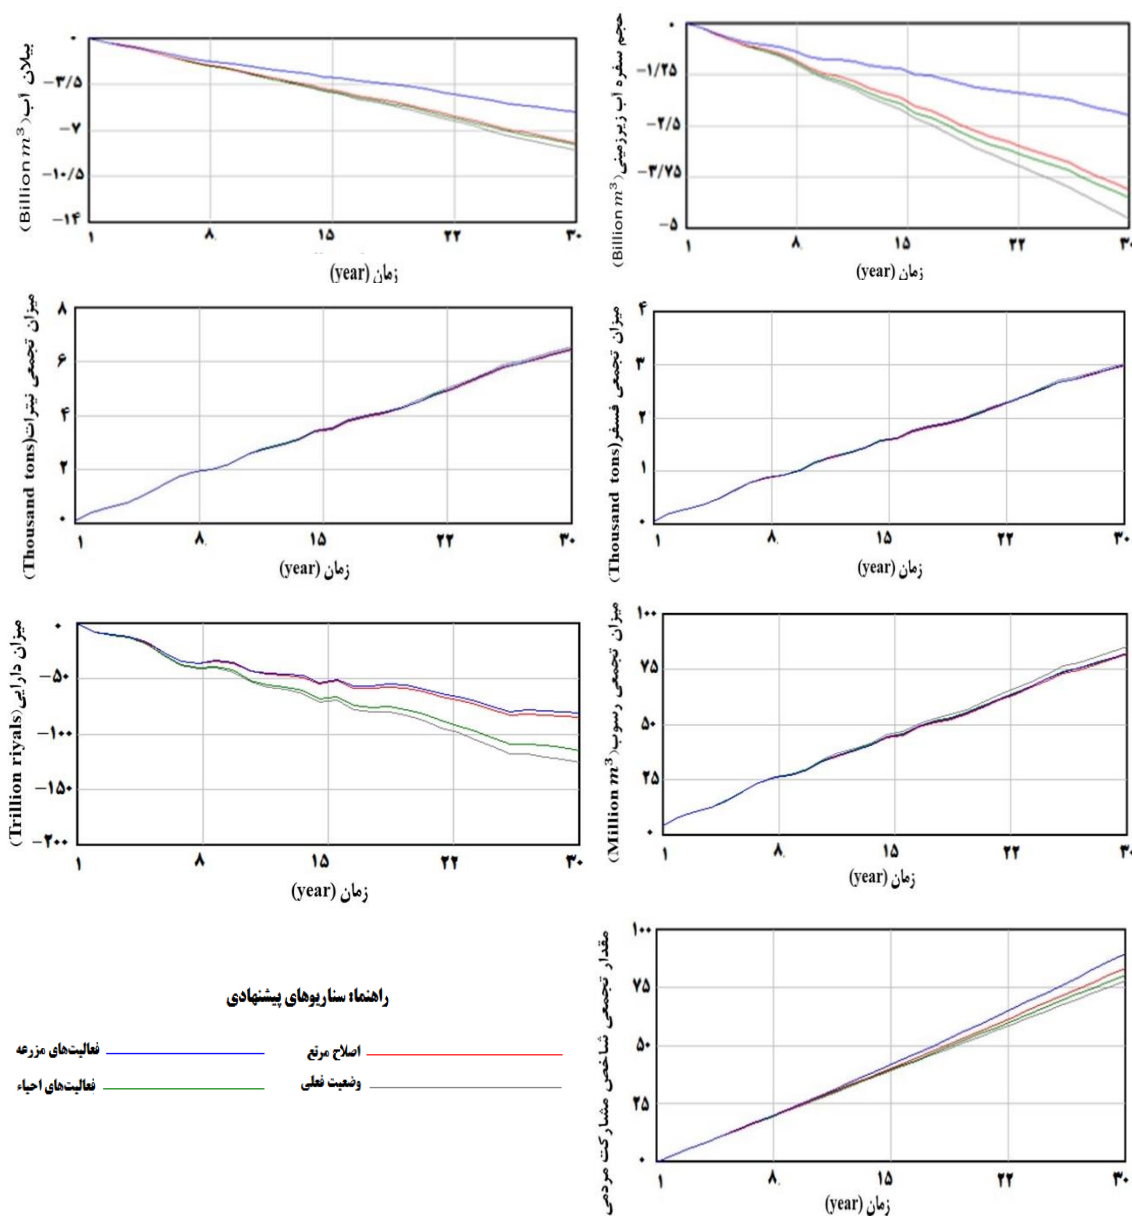 بیلان آب(Billion m³)
۰
−۳/۵
−۷
−۱۰/۵
−۱۴
۱ ۸ ۱۵ ۲۲ ۳۰
زمان (year)
حجم سفره آب زیرزمینی(Billion m³)
۰
−۱/۲۵
−۲/۵
−۳/۷۵
−۵
۱ ۸ ۱۵ ۲۲ ۳۰
زمان (year)
میزان تجمعی نیترات(Thousand tons)
۸
۶
۴
۲
۰
۱ ۸ ۱۵ ۲۲ ۳۰
زمان (year)
میزان تجمعی فسفر(Thousand tons)
۴
۳
۲
۱
۰
۱ ۸ ۱۵ ۲۲ ۳۰
زمان (year)
میزان دارایی(Trillion riyals)
۰
−۵۰
−۱۰۰
−۱۵۰
−۲۰۰
۱ ۸ ۱۵ ۲۲ ۳۰
زمان (year)
میزان تجمعی رسوب(Million m³)
۱۰۰
۷۵
۵۰
۲۵
۰
۱ ۸ ۱۵ ۲۲ ۳۰
زمان (year)
مقدار تجمعی شاخص مشارکت مردمی
۱۰۰
۷۵
۵۰
۲۵
۰
۱ ۸ ۱۵ ۲۲ ۳۰
زمان (year)
راهنما: سناریوهای پیشنهادی
اصلاح مرتع
فعالیت‌های مزرعه
وضعیت فعلی
فعالیت‌های احیاء